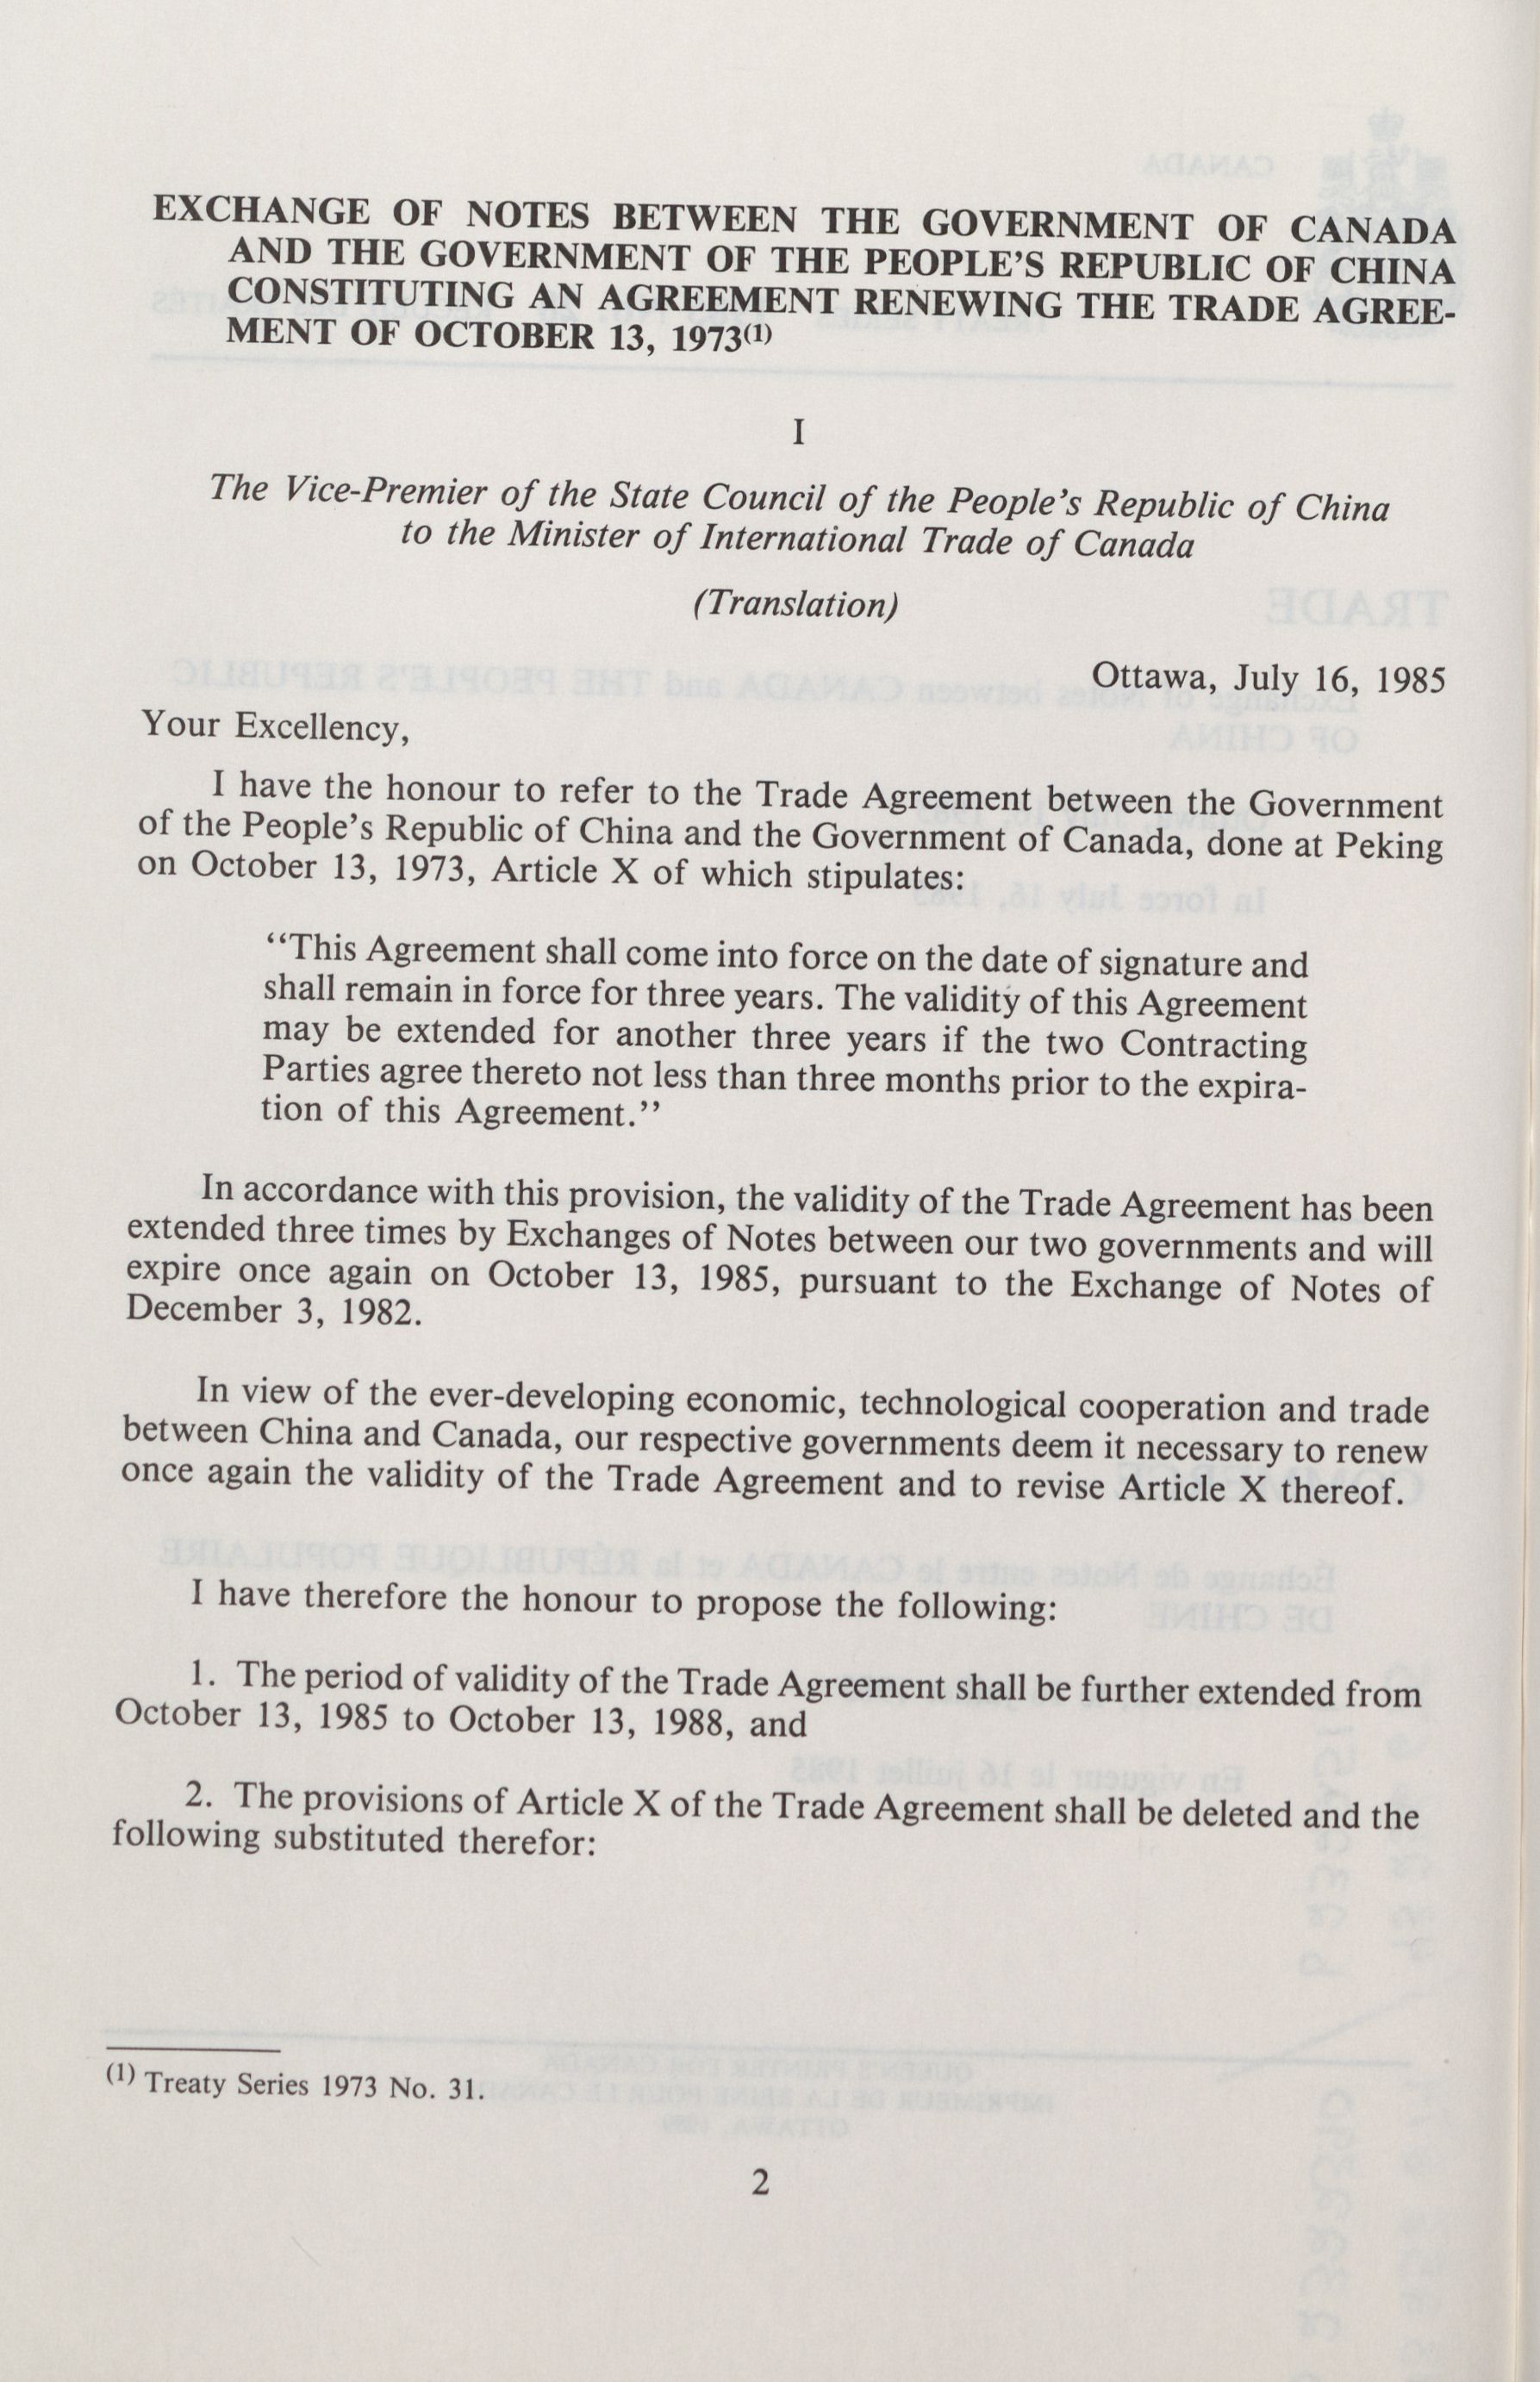 EXCHANGE OF NOTES BETWEEN THE GOVERNMENT OF CANADA
AND THE GOVERNMENT OF THE PEOPLE'S REPUBLIC OF CHINA
CONSTITUTING AN AGREEMENT RENEWING THE TRADE AGREE-
MENT OF OCTOBER 13, 1973(1)
I
The Vice-Premier of the State Council of the People's Republic of China
to the Minister of International Trade of Canada
(Translation)
Ottawa, July 16, 1985
Your Excellency,
I have the honour to refer to the Trade Agreement between the Government
of the People's Republic of China and the Government of Canada, done at Peking
on October 13, 1973, Article X of which stipulates:
''This Agreement shall come into force on the date of signature and
shall remain in force for three years. The validity of this Agreement
may be extended for another three years if the two Contracting
Parties agree thereto not less than three months prior to the expira-
tion of this Agreement.''
In accordance with this provision, the validity of the Trade Agreement has been
extended three times by Exchanges of Notes between our two governments and will
expire once again on October 13, 1985, pursuant to the Exchange of Notes of
December 3, 1982.
In view of the ever-developing economic, technological cooperation and trade
between China and Canada, our respective governments deem it necessary to renew
once again the validity of the Trade Agreement and to revise Article X thereof.
I have therefore the honour to propose the following:
1. The period of validity of the Trade Agreement shall be further extended from
October 13, 1985 to October 13, 1988, and
2. The provisions of Article X of the Trade Agreement shall be deleted and the
following substituted therefor:
(1) Treaty Series 1973 No. 31.
2